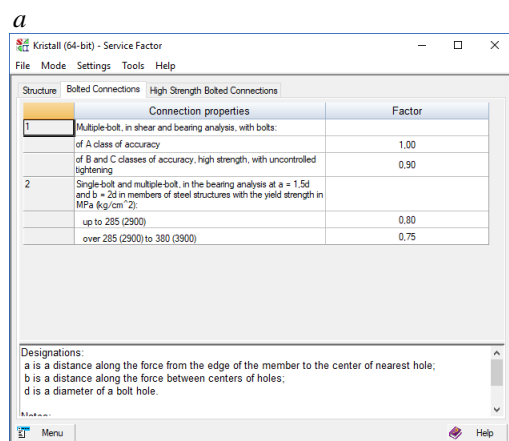 a
Kristall (64-bit) - Service Factor
File Mode Settings Tools Help
Structure Bolted Connections High Strength Bolted Connections
Connection properties Factor
1 Multiple-bolt, in shear and bearing analysis, with bolts:
of A class of accuracy 1,00
of B and C classes of accuracy, high strength, with uncontrolled
tightening 0,90
2 Single-bolt and multiple-bolt, in the bearing analysis at a = 1,5d
and b = 2d in members of steel structures with the yield strength in
MPa (kg/cm^2):
up to 285 (2900) 0,80
over 285 (2900) to 380 (3900) 0,75
Designations:
a is a distance along the force from the edge of the member to the center of nearest hole;
b is a distance along the force between centers of holes;
d is a diameter of a bolt hole.
Menu Help